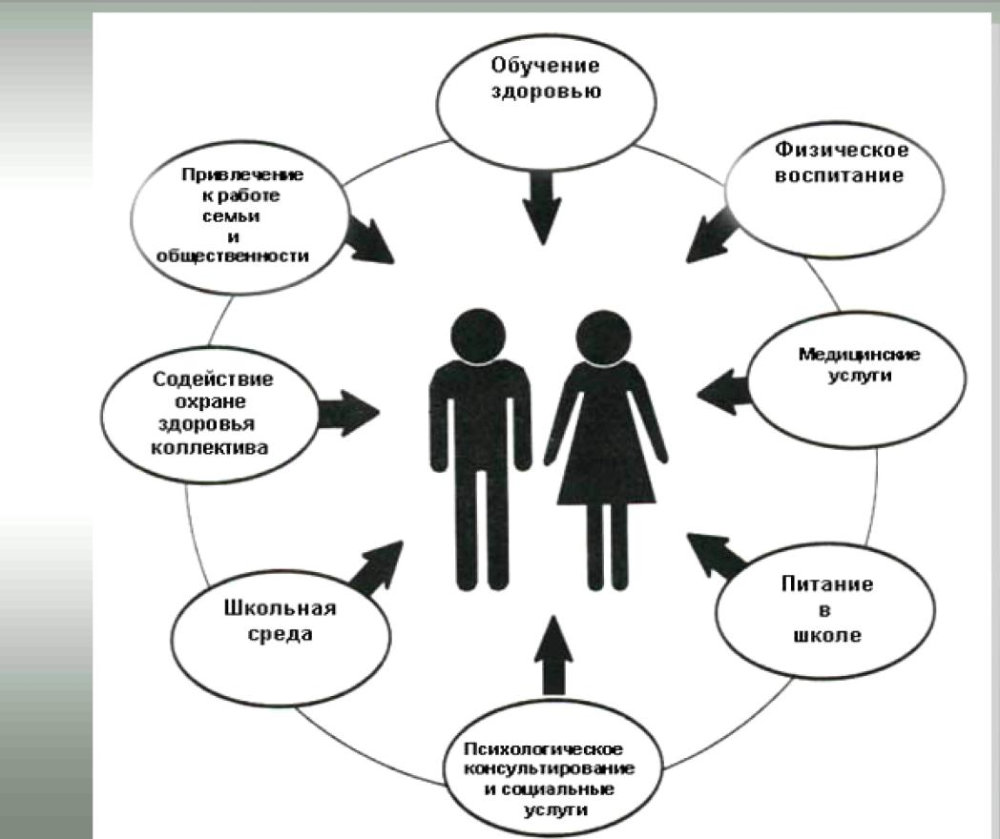 Обучение
здоровью
Физическое
воспитание
Медицинские
услуги
Питание
в
школе
Психологическое
консультирование
и социальные
услуги
Школьная
среда
Содействие
охране
здоровья
коллектива
Привлечение
к работе
семьи
и
общественности